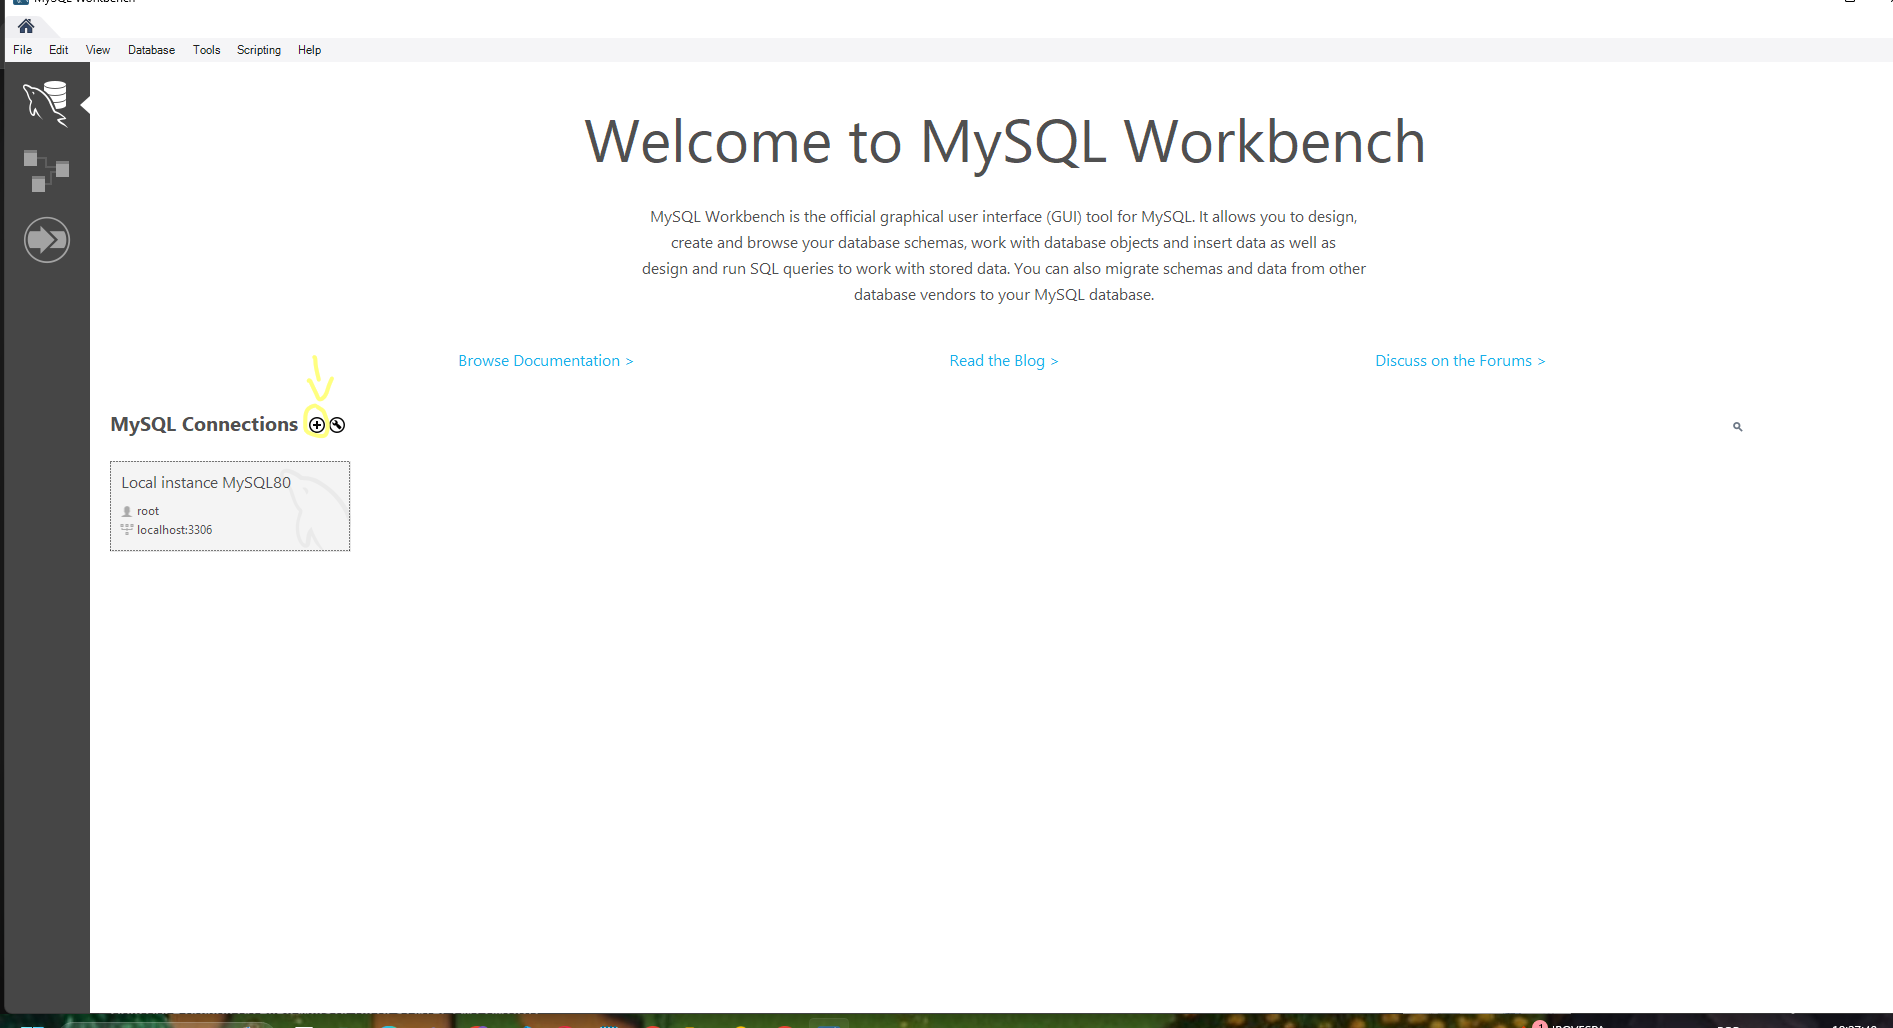 MySQL Workbench
File Edit View Database Tools Scripting Help
Welcome to MySQL Workbench
MySQL Workbench is the official graphical user interface (GUI) tool for MySQL. It allows you to design,
create and browse your database schemas, work with database objects and insert data as well as
design and run SQL queries to work with stored data. You can also migrate schemas and data from other
database vendors to your MySQL database.
Browse Documentation > Read the Blog > Discuss on the Forums >
MySQL Connections
Local instance MySQL80
root
localhost:3306
1 IBOVESPA